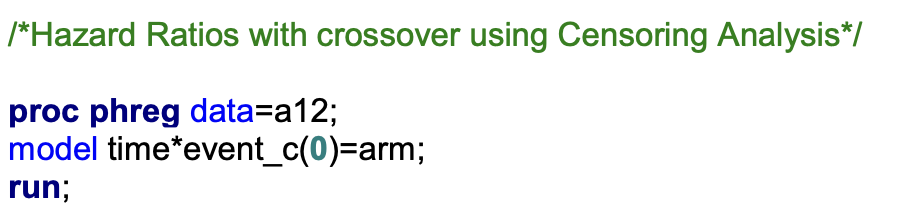 /*Hazard Ratios with crossover using Censoring Analysis*/
proc phreg data=a12;
model time*event_c(0)=arm;
run;